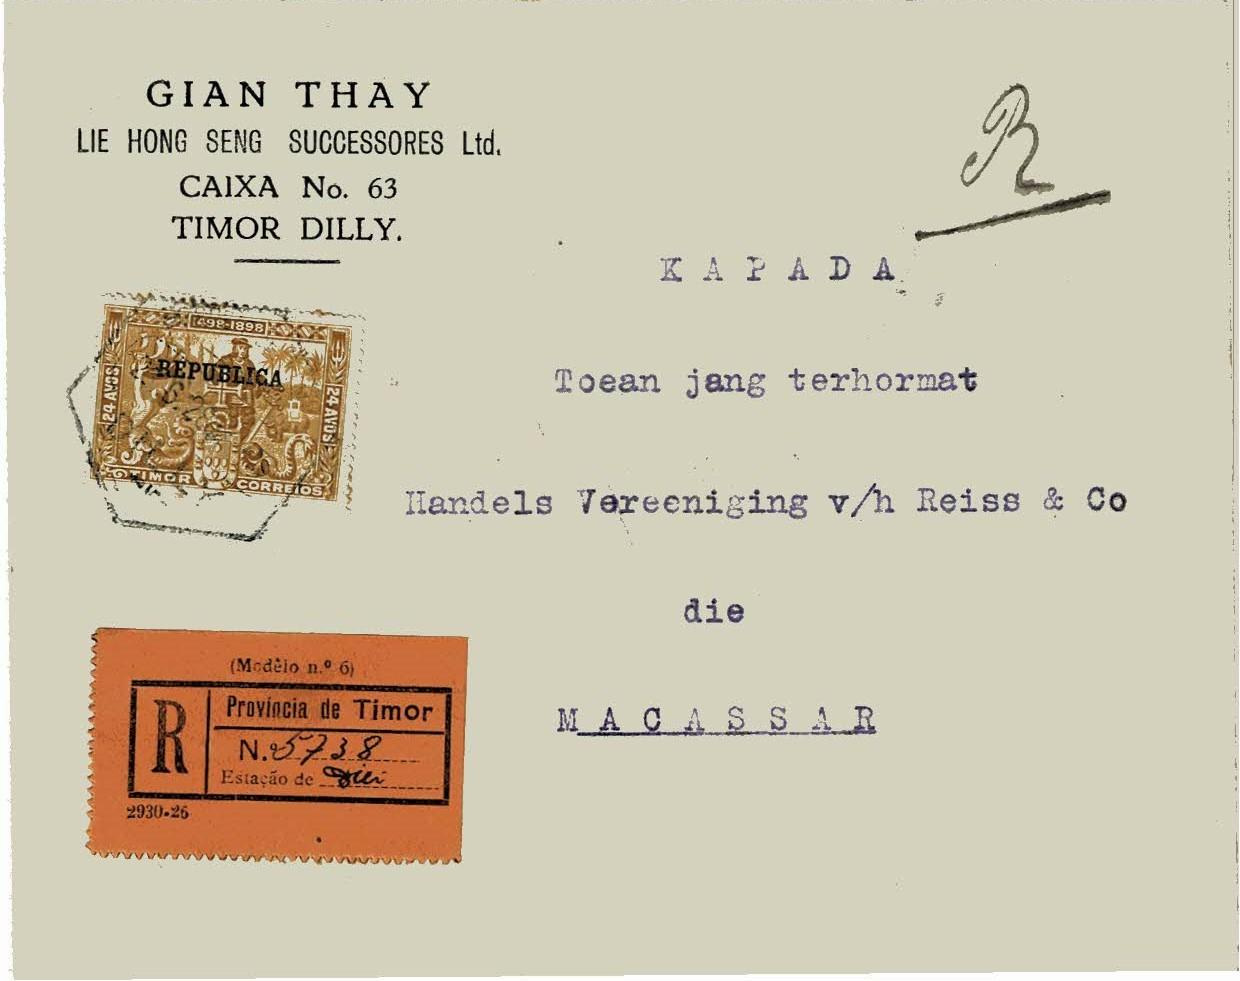 GIAN THAY
LIE HONG SENG SUCCESSORES Ltd.
CAIXA No. 63
TIMOR DILLY.
R
KAPADA
1498-1898
REPUBLICA
24 AVOS
24 AVOS
TIMOR
CORREIOS
Toean jang terhormat
Handels Vereeniging v/h Reiss & Co
die
MACASSAR
(Modêlo n.º 6)
R
Provincia de Timor
N. 5738
Estação de Dili
2930-26